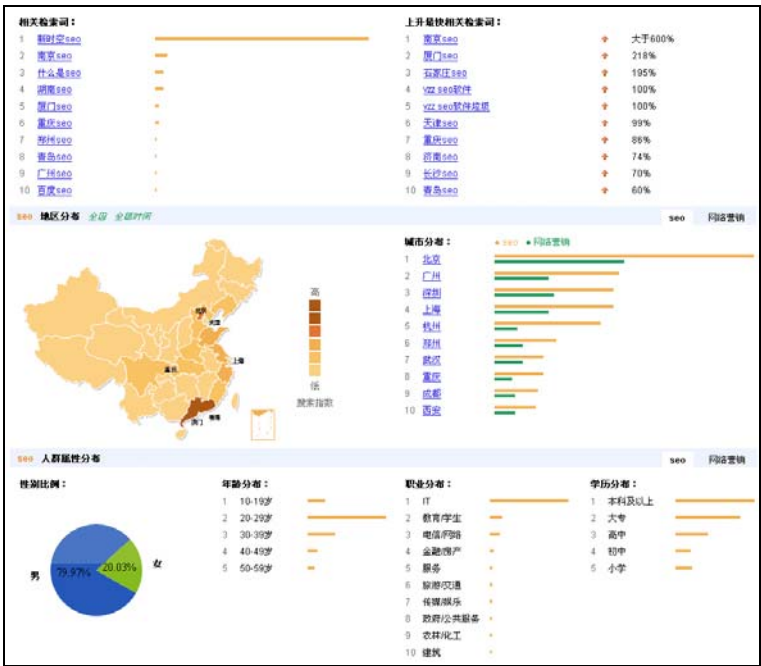 相关检索词：
1 新时空seo
2 南京seo
3 什么是seo
4 湖南seo
5 厦门seo
6 重庆seo
7 郑州seo
8 青岛seo
9 广州seo
10 百度seo
上升最快相关检索词：
1 南京seo 大于600%
2 厦门seo 218%
3 石家庄seo 195%
4 yzz seo软件 100%
5 yzz seo软件垃圾 100%
6 天津seo 99%
7 重庆seo 86%
8 济南seo 74%
9 长沙seo 70%
10 青岛seo 60%
seo 地区分布 全国 全部时间
seo 网络营销
高
低
搜索指数
北京
天津
上海
重庆
澳门
香港
城市分布： seo 网络营销
1 北京
2 广州
3 深圳
4 上海
5 杭州
6 郑州
7 武汉
8 重庆
9 成都
10 西安
seo 人群属性分布
seo 网络营销
性别比例：
男 79.97% 20.03% 女
年龄分布：
1 10-19岁
2 20-29岁
3 30-39岁
4 40-49岁
5 50-59岁
职业分布：
1 IT
2 教育/学生
3 电信/网络
4 金融/房产
5 服务
6 旅游/交通
7 传媒/娱乐
8 政府/公共服务
9 农林/化工
10 建筑
学历分布：
1 本科及以上
2 大专
3 高中
4 初中
5 小学